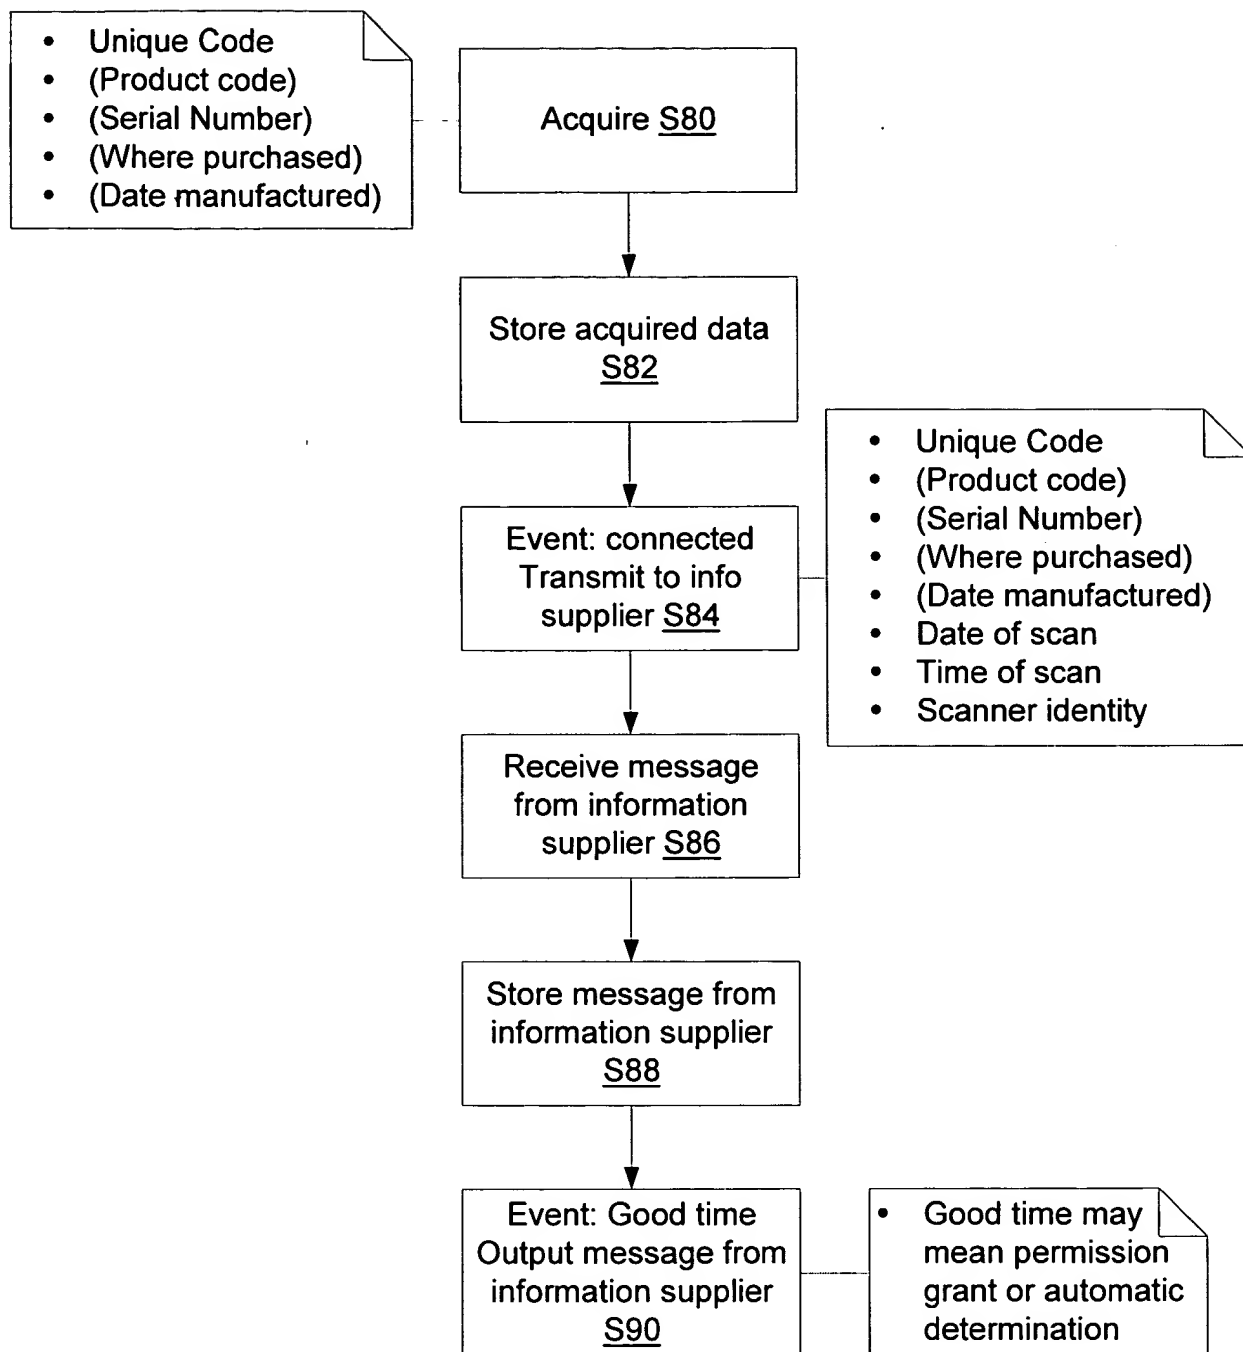 • Unique Code
• (Product code)
• (Serial Number)
• (Where purchased)
• (Date manufactured)
Acquire S80
Store acquired data
S82
Event: connected
Transmit to info
supplier S84
• Unique Code
• (Product code)
• (Serial Number)
• (Where purchased)
• (Date manufactured)
• Date of scan
• Time of scan
• Scanner identity
Receive message
from information
supplier S86
Store message from
information supplier
S88
Event: Good time
Output message from
information supplier
S90
• Good time may
mean permission
grant or automatic
determination